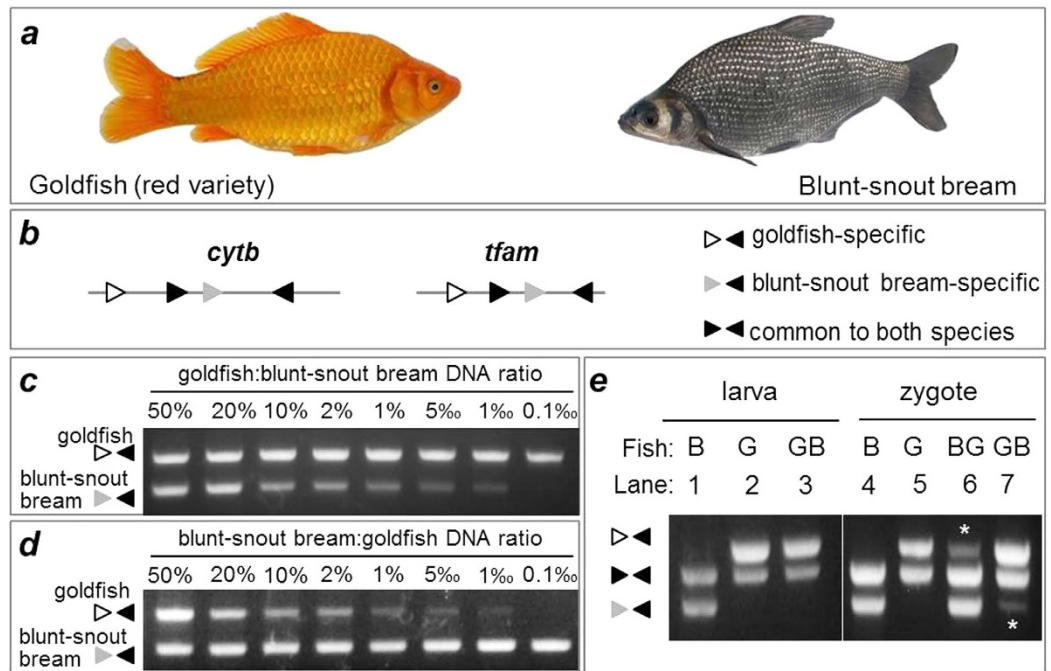 a
Goldfish (red variety)
Blunt-snout bream
b
cytb
tfam
goldfish-specific
blunt-snout bream-specific
common to both species
c
goldfish:blunt-snout bream DNA ratio
50% 20% 10% 2% 1% 5‰ 1‰ 0.1‰
goldfish
blunt-snout
bream
d
blunt-snout bream:goldfish DNA ratio
50% 20% 10% 2% 1% 5‰ 1‰ 0.1‰
goldfish
blunt-snout
bream
e
larva zygote
Fish: B G GB B G BG GB
Lane: 1 2 3 4 5 6 7
*
*